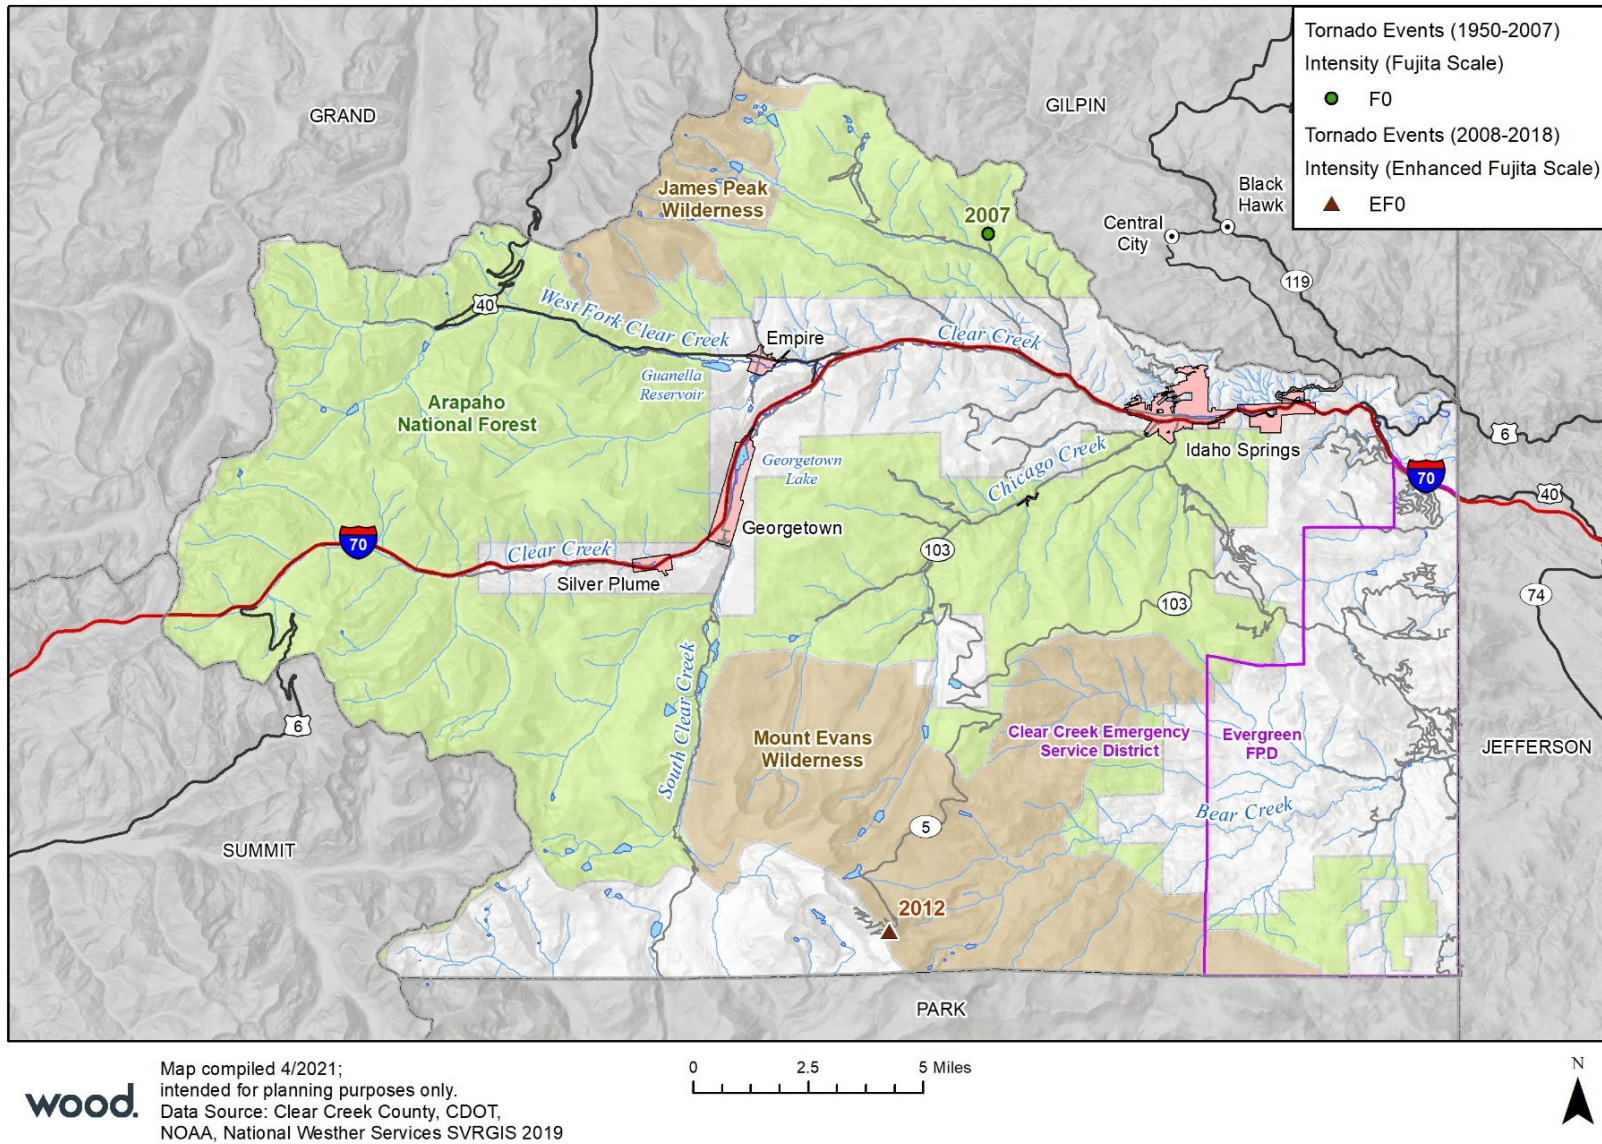 Tornado Events (1950-2007)
Intensity (Fujita Scale)
F0
Tornado Events (2008-2018)
Intensity (Enhanced Fujita Scale)
EF0
GRAND
GILPIN
James Peak
Wilderness
2007
Black
Hawk
Central
City
119
40
West Fork Clear Creek
Empire
Clear Creek
Guanella
Reservoir
Arapaho
National Forest
6
Idaho Springs
Chicago Creek
Georgetown
Lake
70
40
Georgetown
70
Clear Creek
Silver Plume
103
103
74
South Clear Creek
6
Mount Evans
Wilderness
Clear Creek Emergency
Service District
Evergreen
FPD
JEFFERSON
Bear Creek
5
SUMMIT
2012
PARK
wood.
Map compiled 4/2021;
intended for planning purposes only.
Data Source: Clear Creek County, CDOT,
NOAA, National Westher Services SVRGIS 2019
0 2.5 5 Miles
N